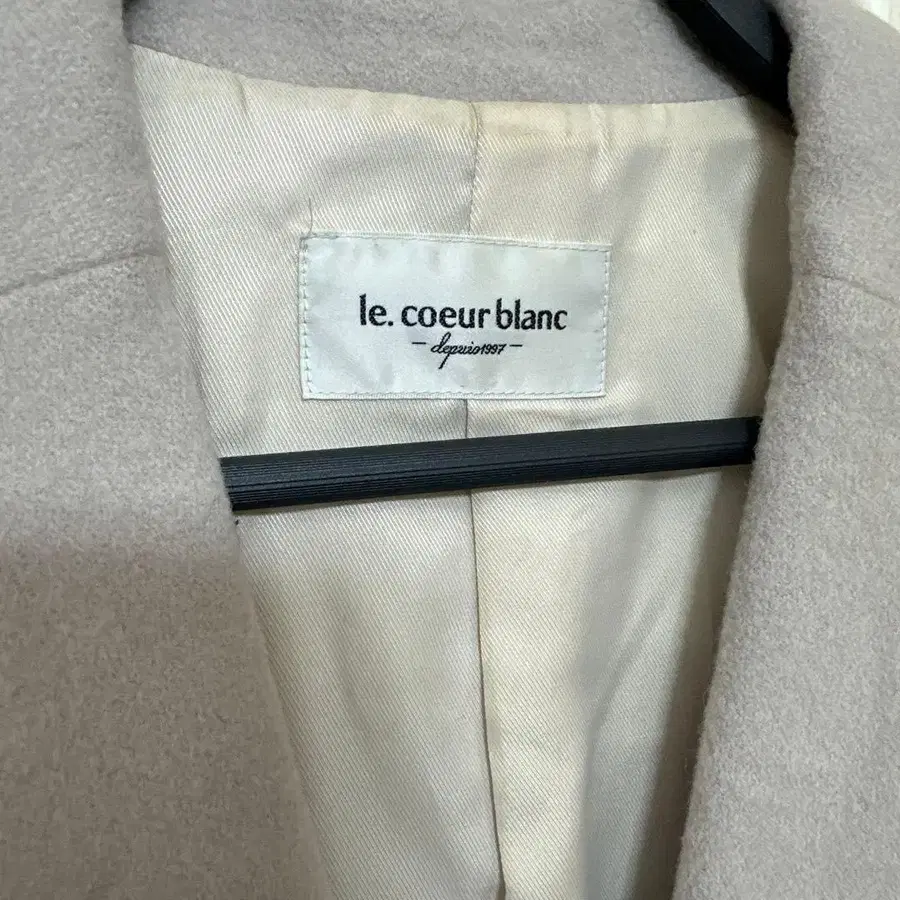 le. coeur blanc
- depuis1997 -